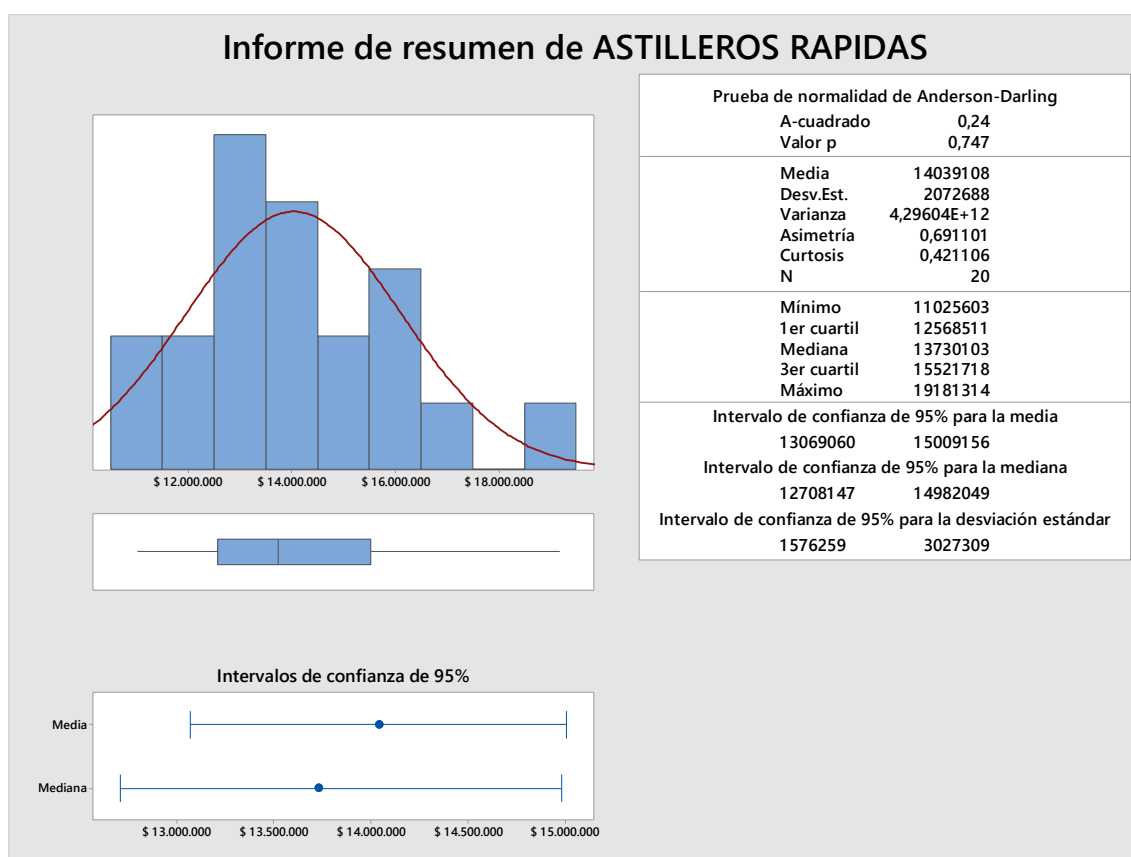 Informe de resumen de ASTILLEROS RAPIDAS
$ 12.000.000 $ 14.000.000 $ 16.000.000 $ 18.000.000
Intervalos de confianza de 95%
Media
Mediana
$ 13.000.000 $ 13.500.000 $ 14.000.000 $ 14.500.000 $ 15.000.000
Prueba de normalidad de Anderson-Darling
A-cuadrado 0,24
Valor p 0,747
Media 14039108
Desv.Est. 2072688
Varianza 4,29604E+12
Asimetría 0,691101
Curtosis 0,421106
N 20
Mínimo 11025603
1er cuartil 12568511
Mediana 13730103
3er cuartil 15521718
Máximo 19181314
Intervalo de confianza de 95% para la media
13069060 15009156
Intervalo de confianza de 95% para la mediana
12708147 14982049
Intervalo de confianza de 95% para la desviación estándar
1576259 3027309